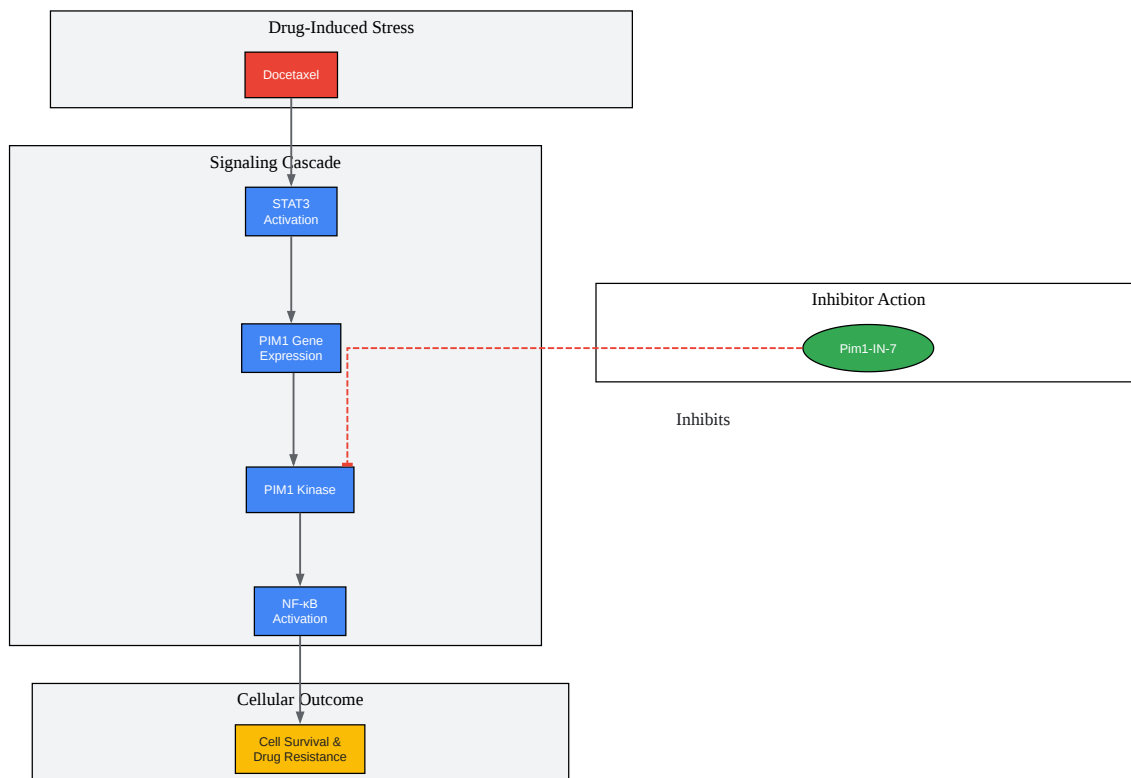 Drug-Induced Stress
Docetaxel
Signaling Cascade
STAT3
Activation
Inhibitor Action
PIM1 Gene
Expression
Pim1-IN-7
Inhibits
PIM1 Kinase
NF-κB
Activation
Cellular Outcome
Cell Survival &
Drug Resistance